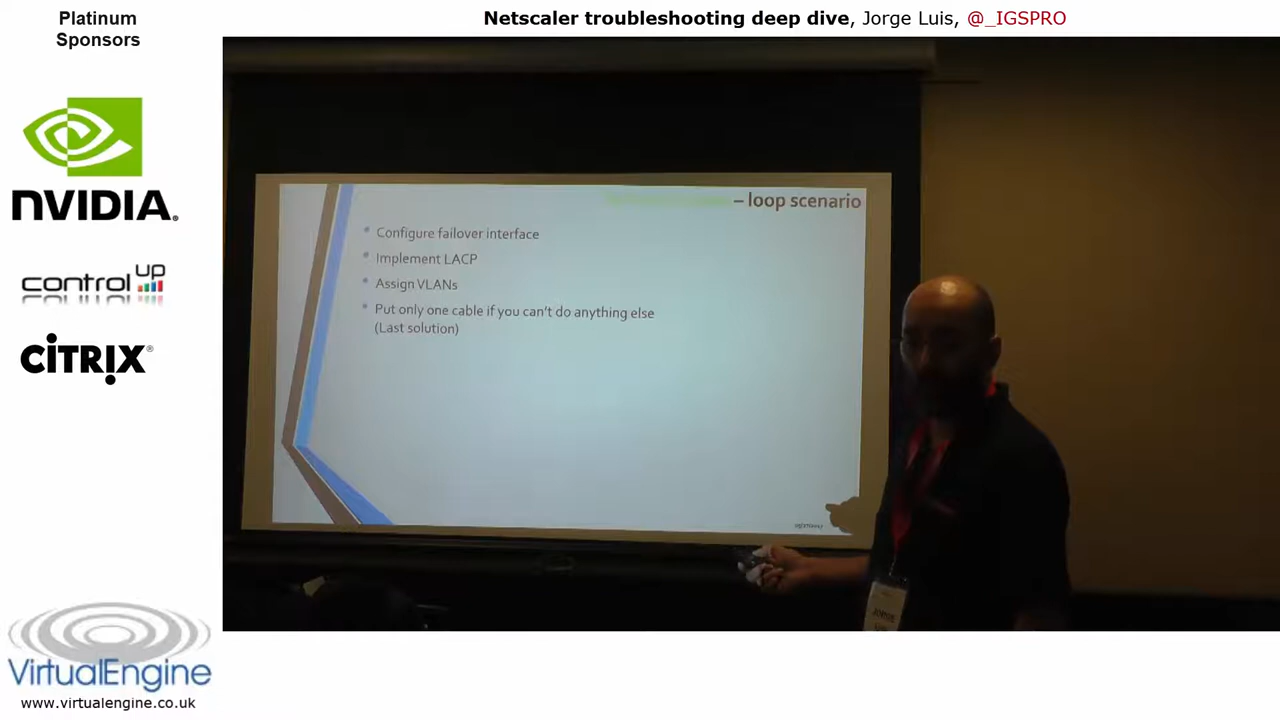 Platinum
Sponsors
Netscaler troubleshooting deep dive, Jorge Luis, @_IGSPRO
NVIDIA.
control UP
CİTRIX®
VirtualEngine
www.virtualengine.co.uk
– loop scenario
Configure failover interface
Implement LACP
Assign VLANs
Put only one cable if you can't do anything else
(Last solution)